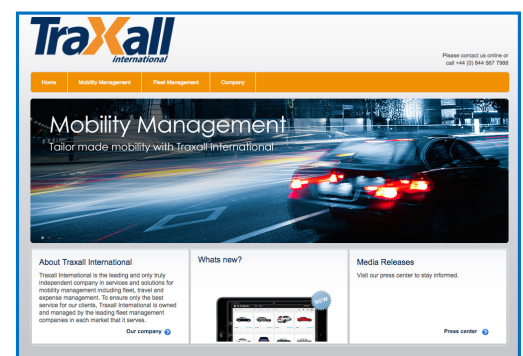 TraXall
international
Please contact us online or
call +44 (0) 844 567 7988
Home Mobility Management Fleet Management Company
Mobility Management
Tailor made mobility with Traxall International
About Traxall International
Traxall International is the leading and only truly
independent company in services and solutions for
mobility management including fleet, travel and
expense management. To ensure only the best
service for our clients, Traxall International is owned
and managed by the leading fleet management
companies in each market that it serves.
Our company
Whats new?
NEW
Media Releases
Visit our press center to stay informed.
Press center